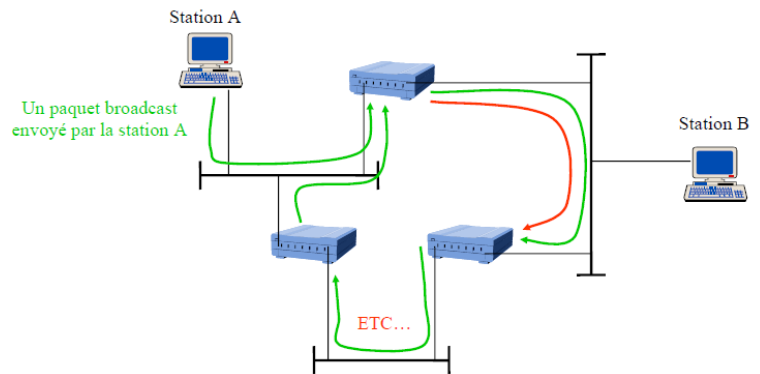 Station A
Un paquet broadcast
envoyé par la station A
Station B
ETC…